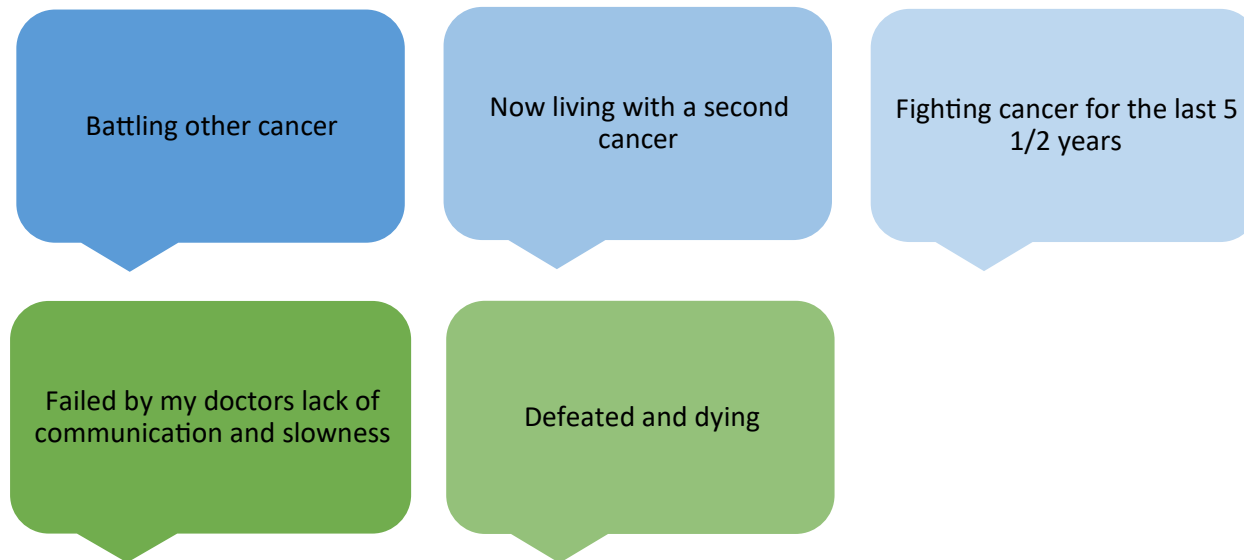 Battling other cancer
Now living with a second
cancer
Fighting cancer for the last 5
1/2 years
Failed by my doctors lack of
communication and slowness
Defeated and dying